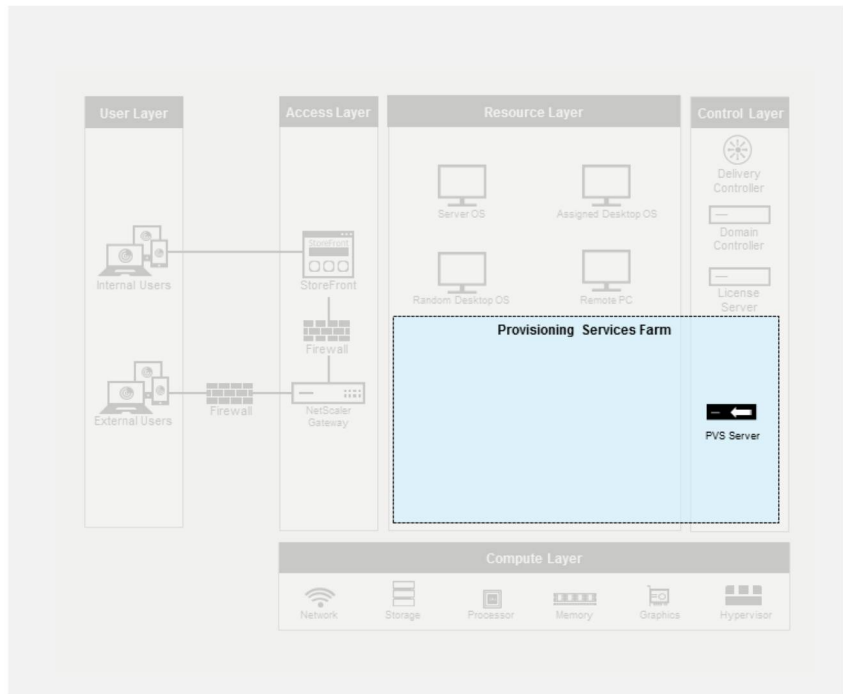 User Layer
Access Layer
Resource Layer
Control Layer
Delivery
Controller
Server OS
Assigned Desktop OS
Domain
Controller
StoreFront
Internal Users
StoreFront
Random Desktop OS
Remote PC
License
Server
Firewall
Provisioning Services Farm
External Users
Firewall
NetScaler
Gateway
PVS Server
Compute Layer
Network
Storage
Processor
Memory
Graphics
Hypervisor